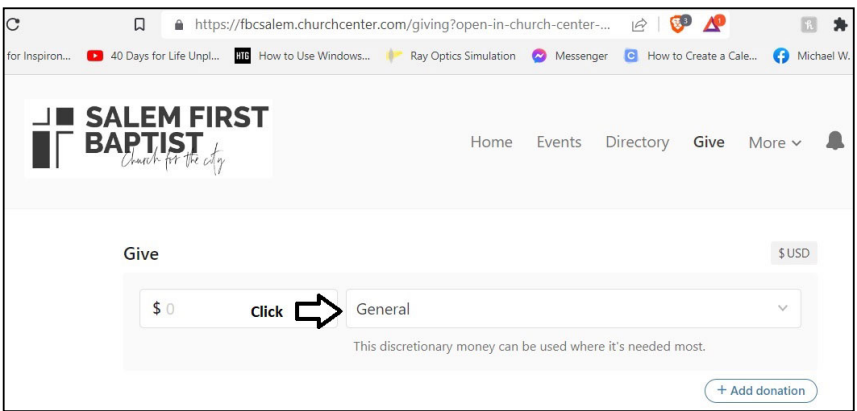 https://fbcsalem.churchcenter.com/giving?open-in-church-center-...
for Inspiron... 40 Days for Life Unpl... HTG How to Use Windows... Ray Optics Simulation Messenger How to Create a Cale... Michael W.
SALEM FIRST
BAPTIST
Church for the city
Home Events Directory Give More
Give $ USD
$ 0 Click General
This discretionary money can be used where it's needed most.
+ Add donation